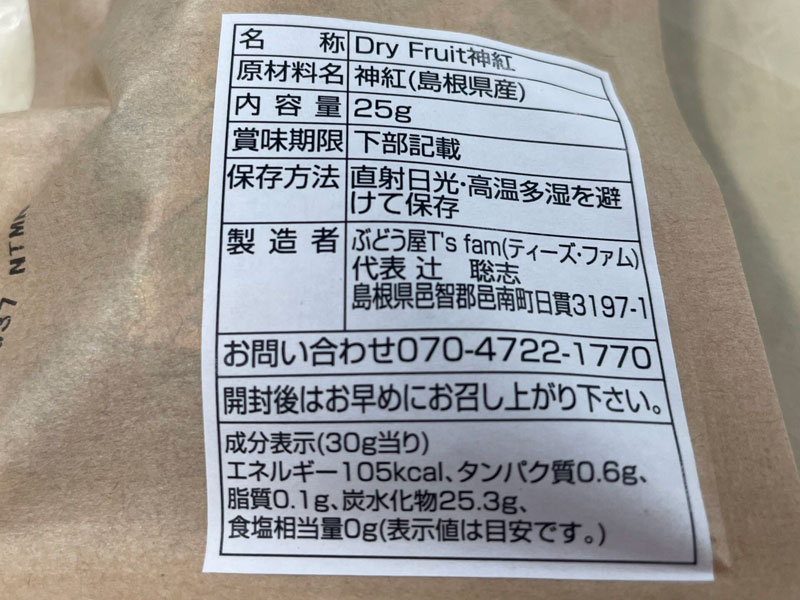 名称 Dry Fruit神紅
原材料名 神紅(島根県産)
内容量 25g
賞味期限 下部記載
保存方法 直射日光・高温多湿を避
けて保存
製造者 ぶどう屋T's fam(ティーズ・ファム)
代表 辻 聡志
島根県邑智郡邑南町日貫3197-1
お問い合わせ070-4722-1770
開封後はお早めにお召し上がり下さい。
成分表示(30g当り)
エネルギー105kcal、タンパク質0.6g、
脂質0.1g、炭水化物25.3g、
食塩相当量0g(表示値は目安です。)